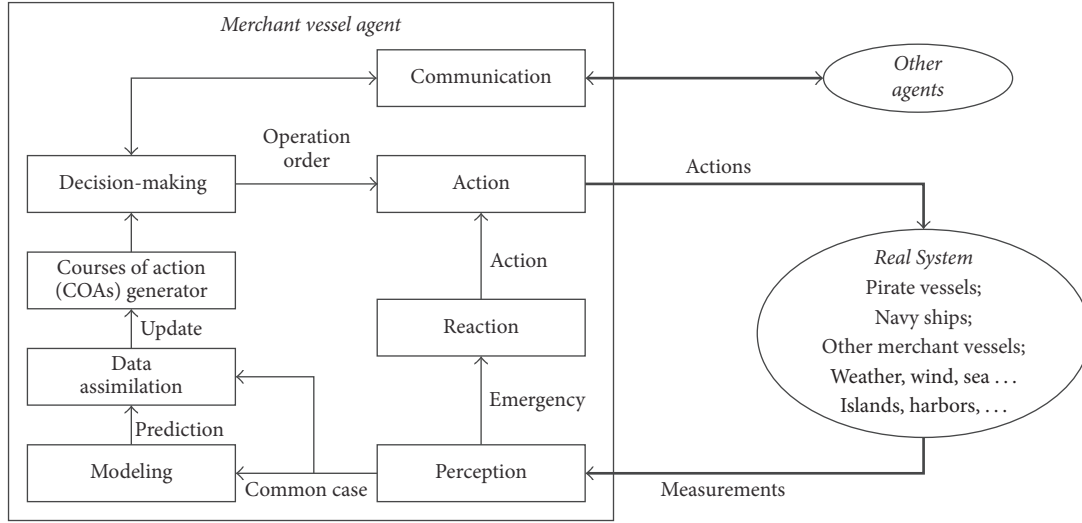 Merchant vessel agent
Communication
Other
agents
Operation
order
Decision-making
Action
Actions
Courses of action
(COAs) generator
Action
Real System
Pirate vessels;
Navy ships;
Other merchant vessels;
Weather, wind, sea . . .
Islands, harbors, . . .
Update
Reaction
Data
assimilation
Emergency
Prediction
Modeling
Common case
Perception
Measurements